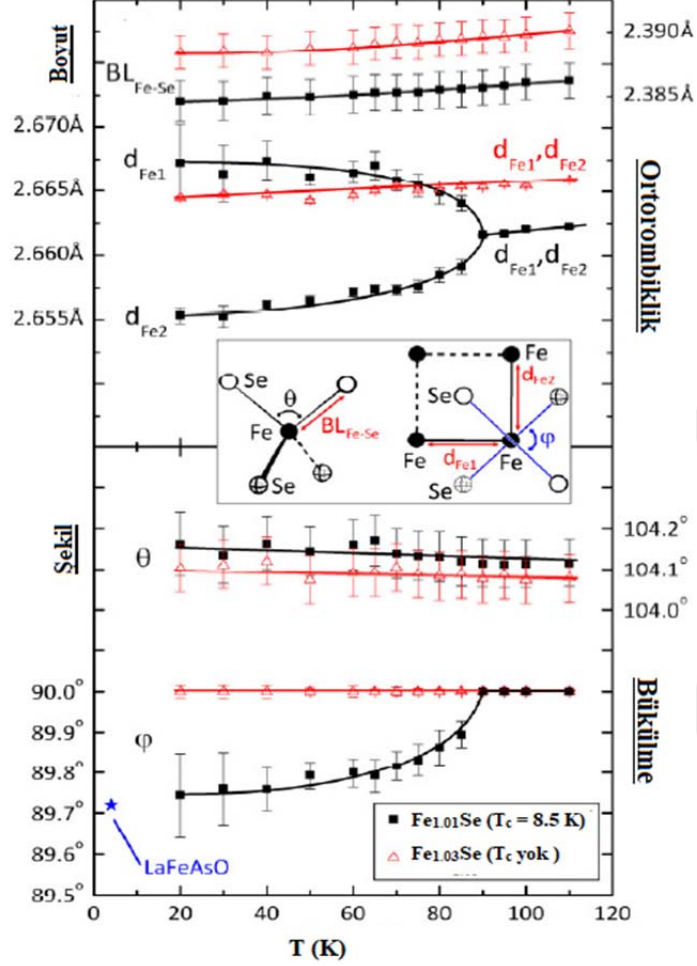 Boyut
BL Fe-Se
2.390Å
2.385Å
2.670Å
2.665Å
2.660Å
2.655Å
dFe1
dFe1,dFe2
dFe1,dFe2
dFe2
Ortorombiklik
Se
θ
Fe
BLFe-Se
Se
Fe
Se
dFe2
φ
dFe1
Fe
Fe
Se
Şekil
θ
104.2°
104.1°
104.0°
Bükülme
90.0°
89.9°
89.8°
89.7°
89.6°
89.5°
φ
LaFeAsO
Fe1.01Se (Tc = 8.5 K)
Fe1.03Se (Tc yok )
0 20 40 60 80 100 120
T (K)